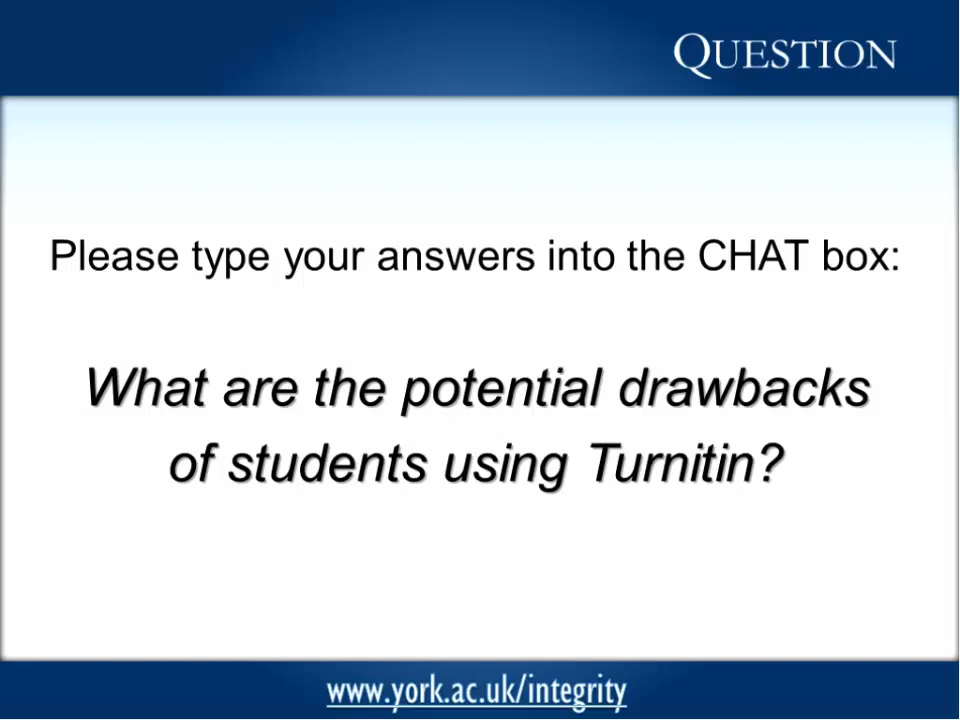 QUESTION
Please type your answers into the CHAT box:
What are the potential drawbacks
of students using Turnitin?
www.york.ac.uk/integrity